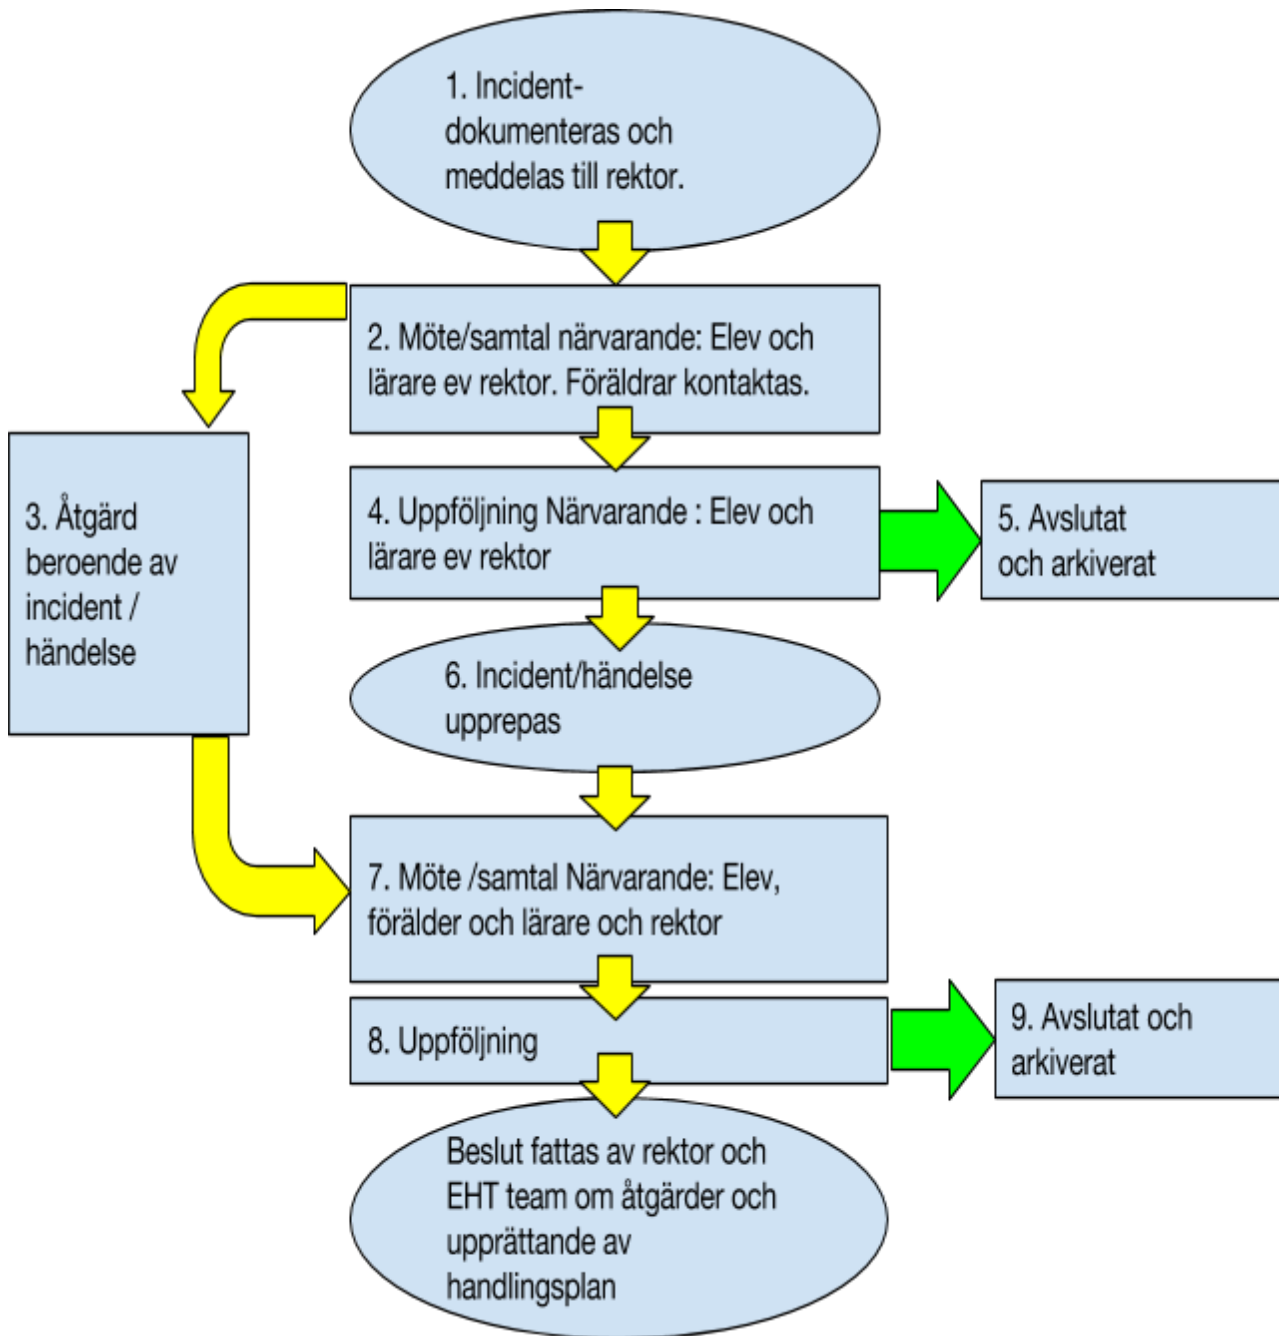 1. Incident-
dokumenteras och
meddelas till rektor.
2. Möte/samtal närvarande: Elev och
lärare ev rektor. Föräldrar kontaktas.
3. Åtgärd
beroende av
incident /
händelse
4. Uppföljning Närvarande : Elev och
lärare ev rektor
5. Avslutat
och arkiverat
6. Incident/händelse
upprepas
7. Möte /samtal Närvarande: Elev,
förälder och lärare och rektor
8. Uppföljning
9. Avslutat och
arkiverat
Beslut fattas av rektor och
EHT team om åtgärder och
upprättande av
handlingsplan